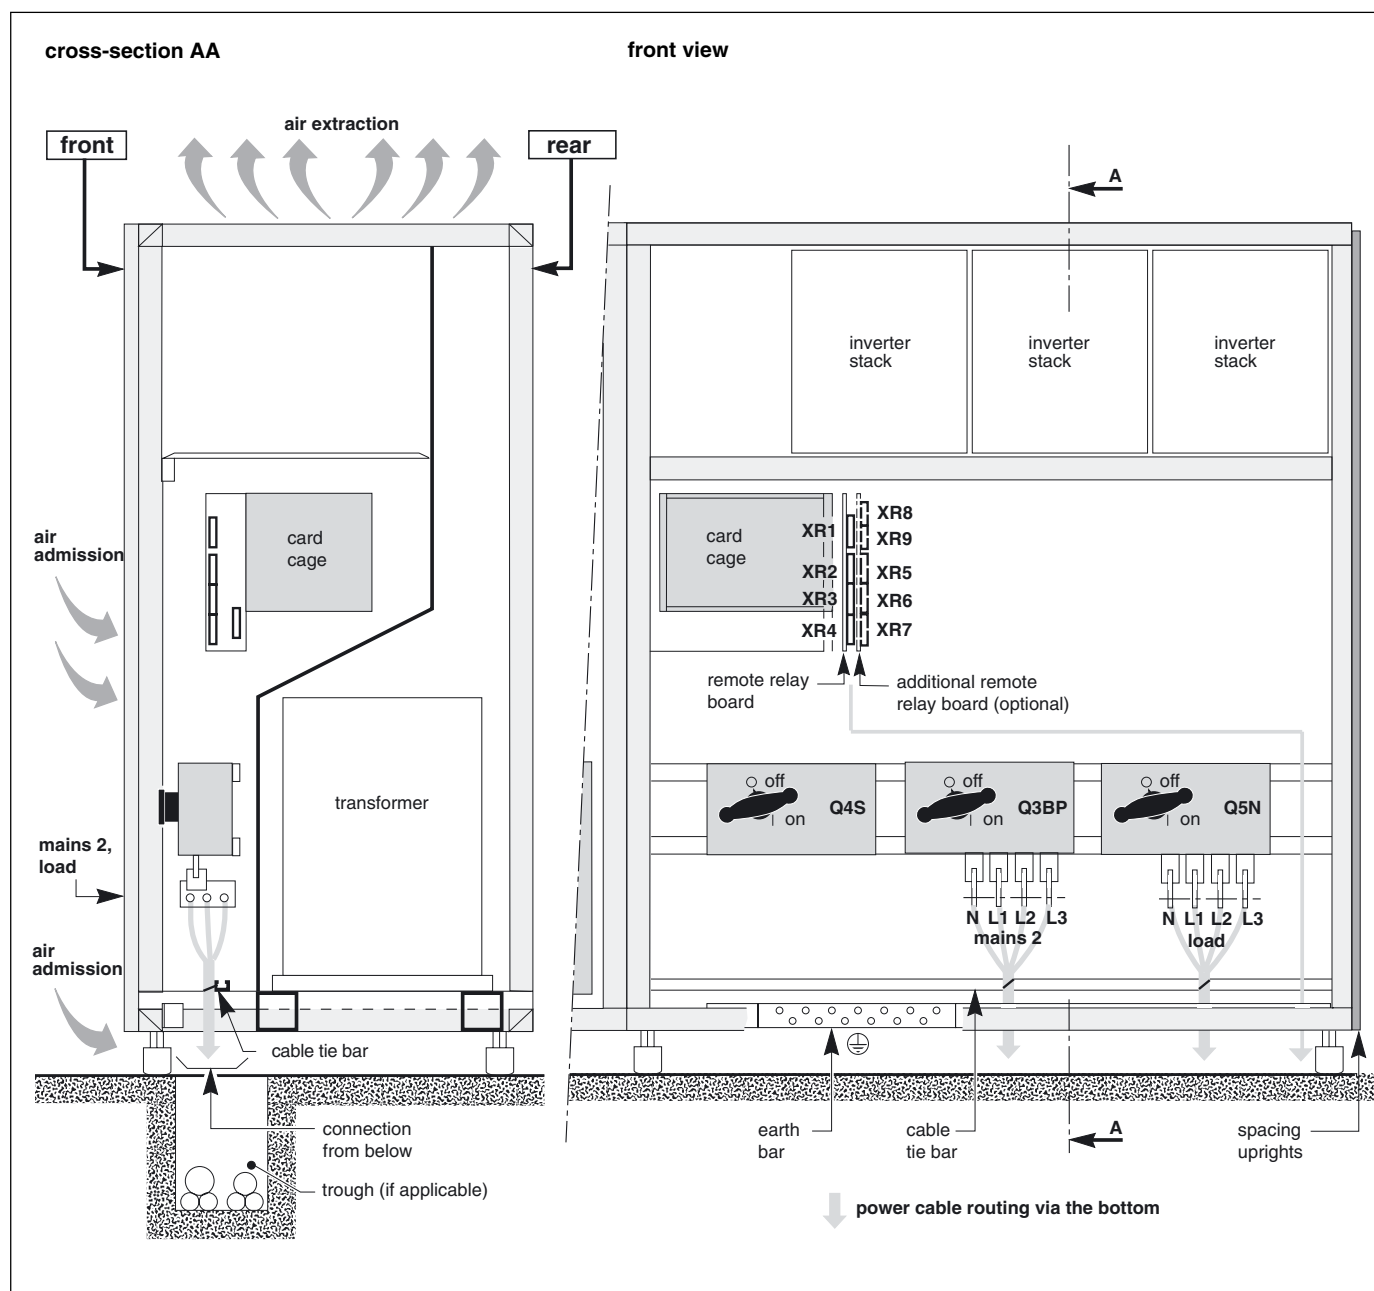 cross-section AA
front view
air extraction
front
rear
A
inverter
stack
inverter
stack
inverter
stack
air
admission
card
cage
card
cage
XR1
XR2
XR3
XR4
XR8
XR9
XR5
XR6
XR7
remote relay
board
additional remote
relay board (optional)
transformer
off
on
Q4S
off
on
Q3BP
off
on
Q5N
mains 2,
load
N L1 L2 L3
mains 2
N L1 L2 L3
load
air
admission
cable tie bar
connection
from below
trough (if applicable)
earth
bar
cable
tie bar
A
spacing
uprights
power cable routing via the bottom